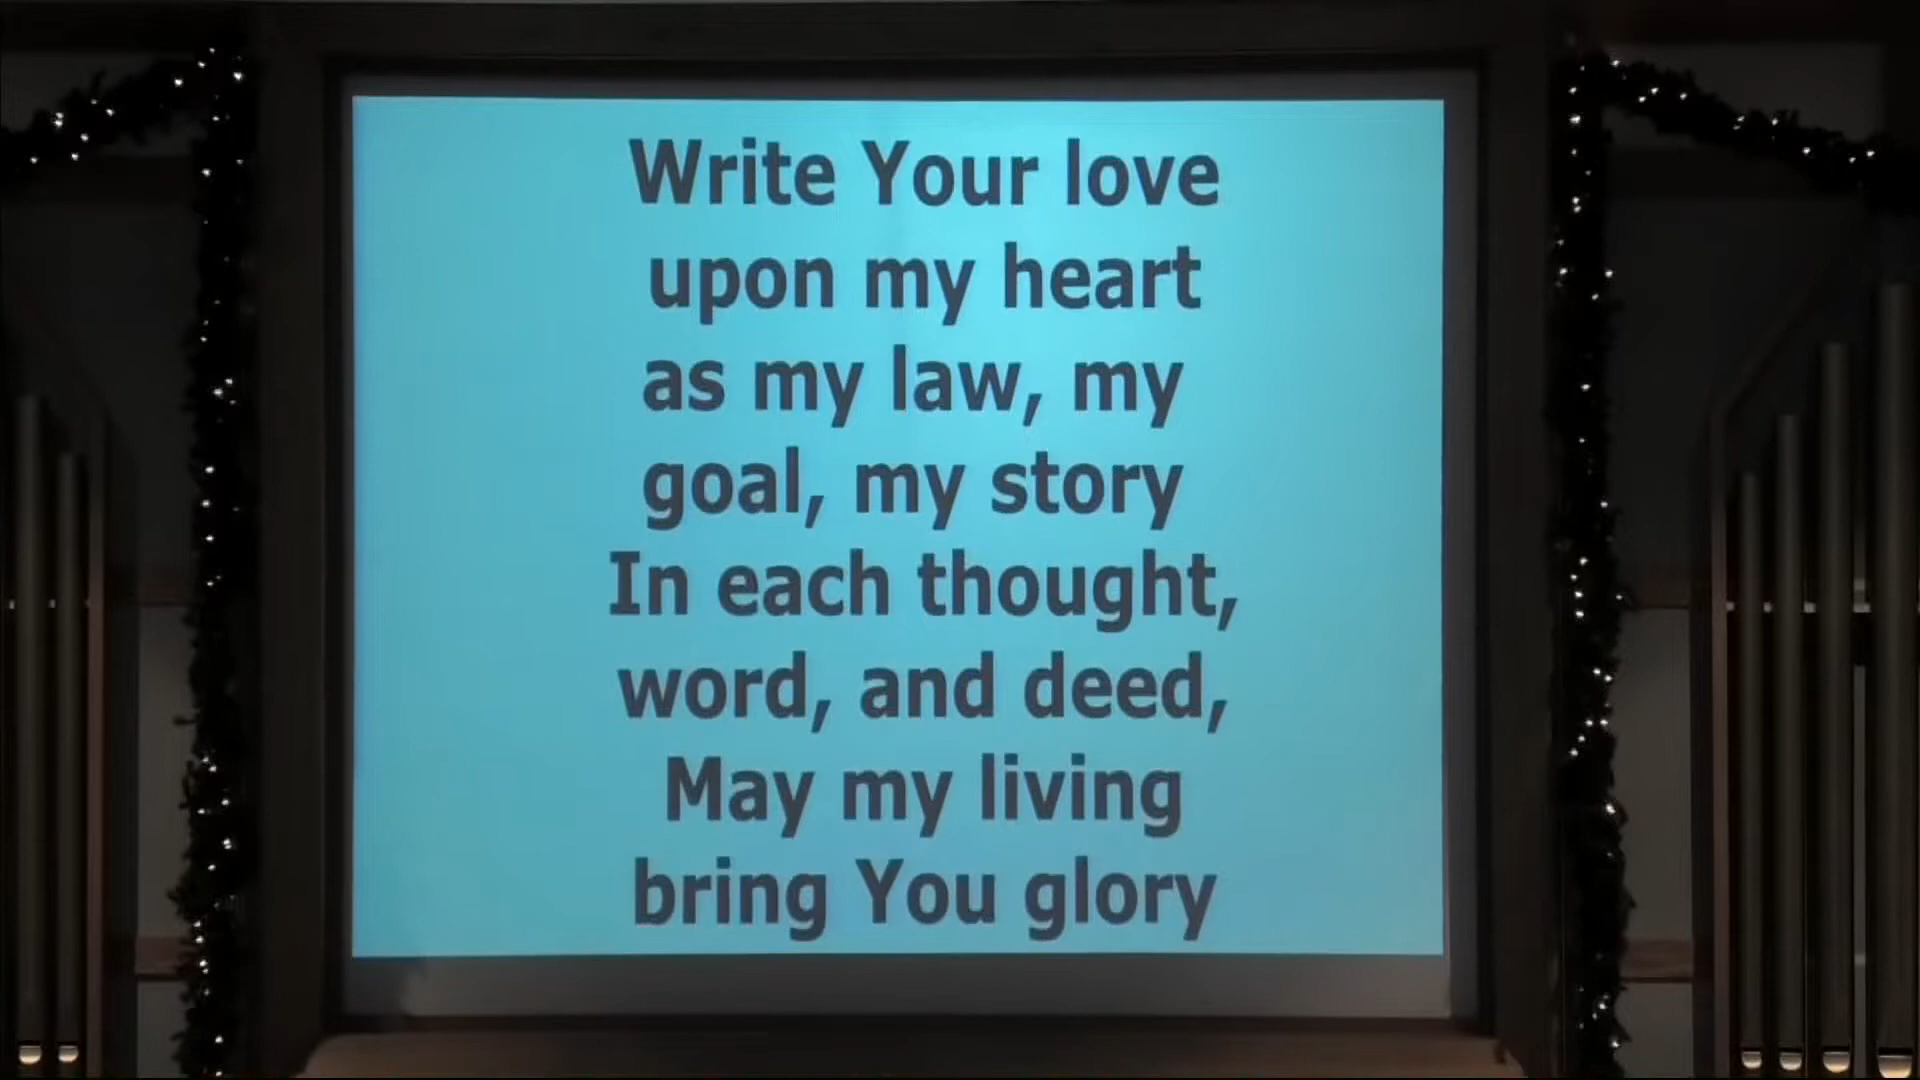 Write Your love
upon my heart
as my law, my
goal, my story
In each thought,
word, and deed,
May my living
bring You glory